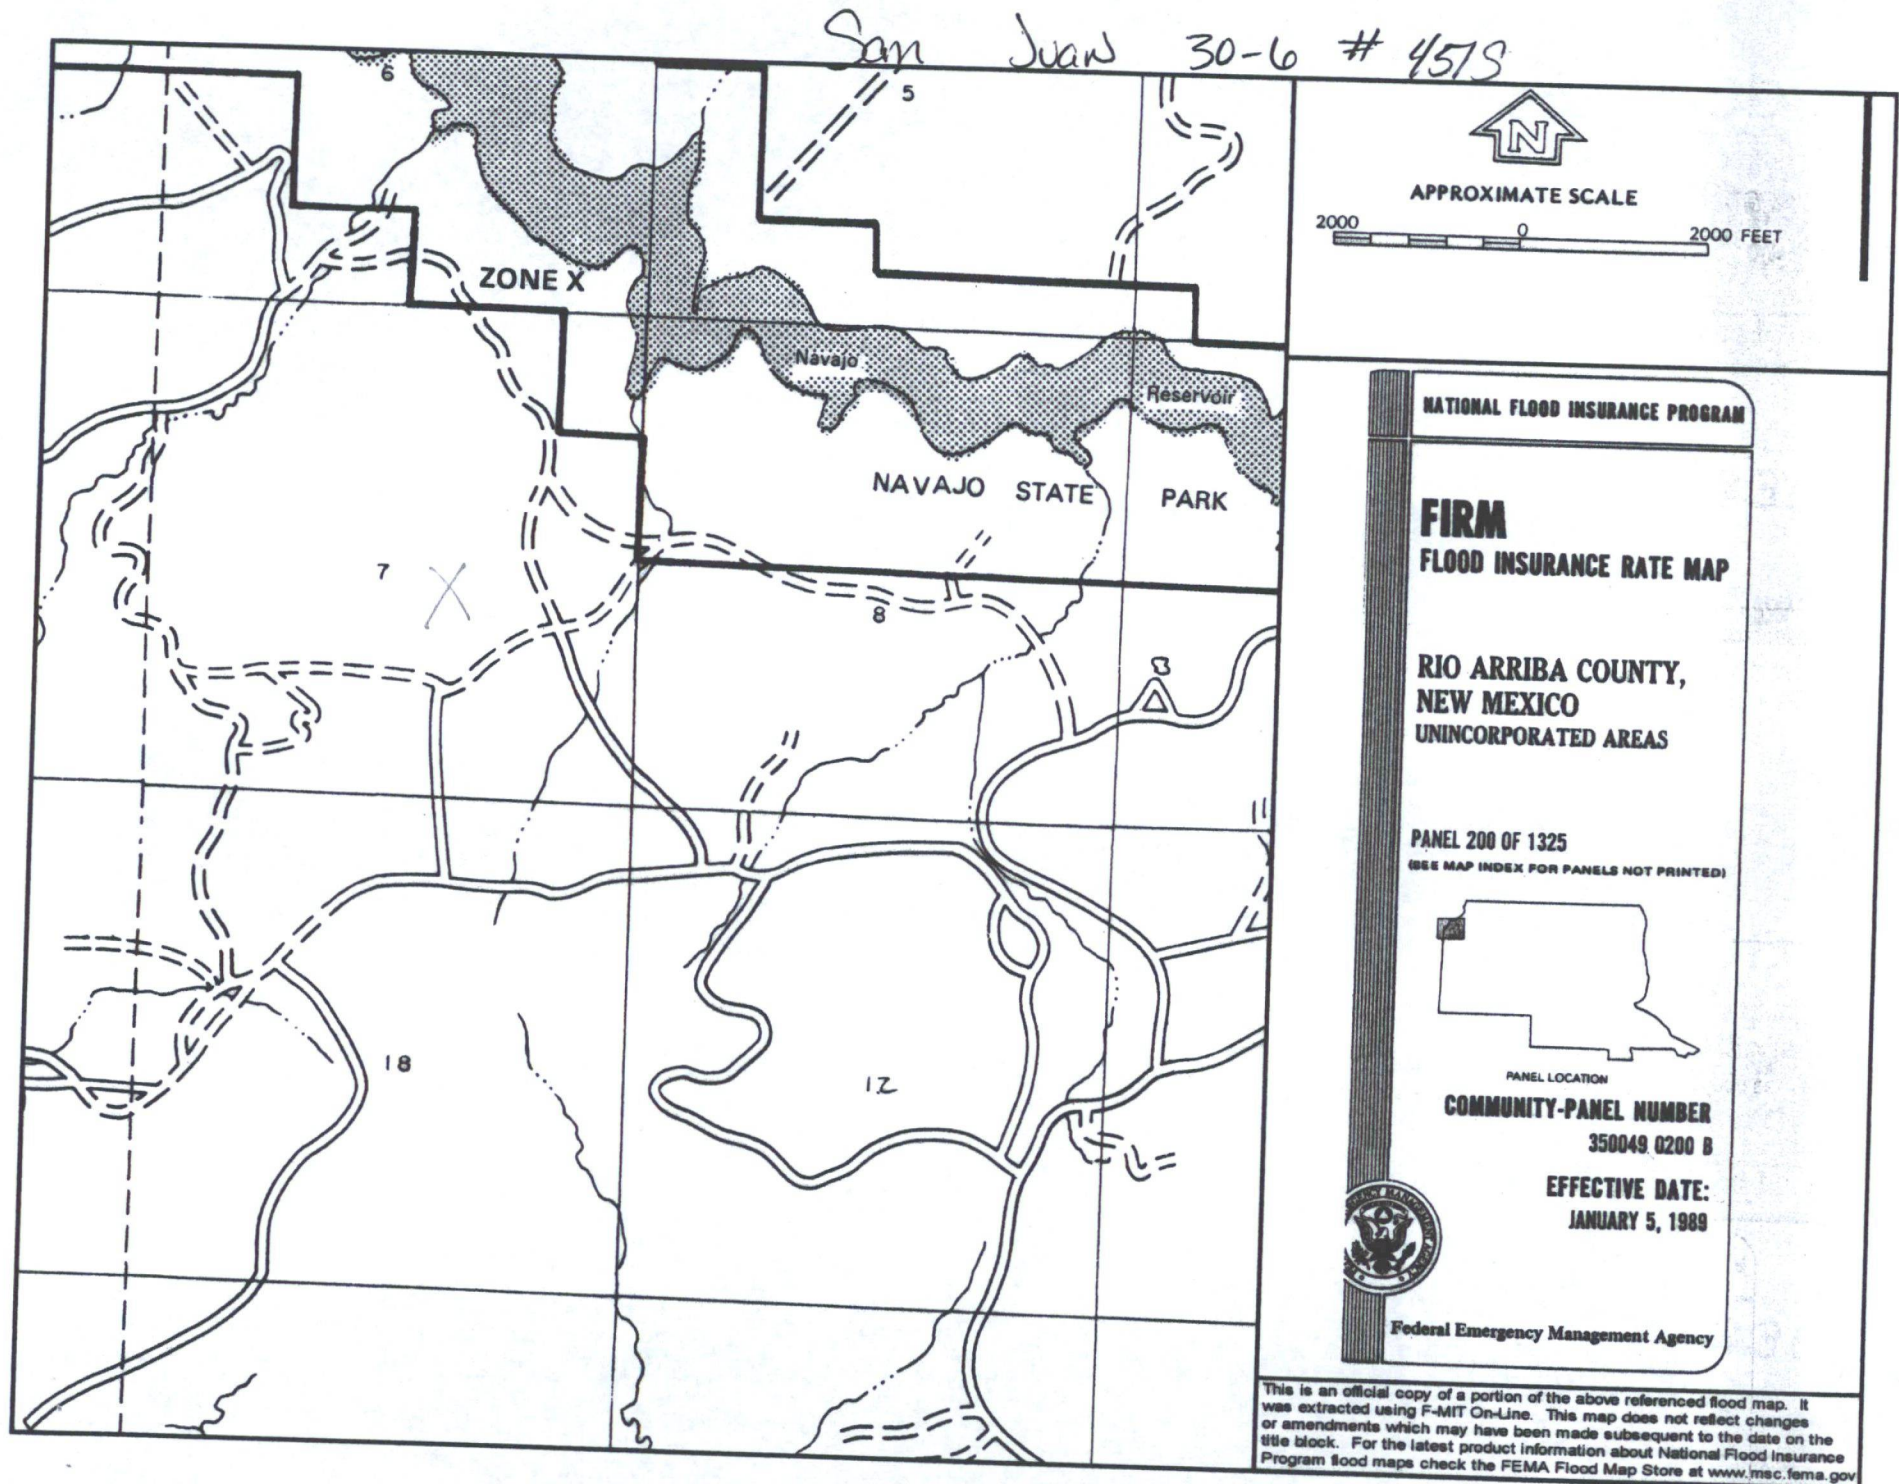 San Juan 30-6 # 451S
6
5
ZONE X
Navajo
Reservoir
NAVAJO STATE PARK
7
X
8
18
12
N
APPROXIMATE SCALE
2000 0 2000 FEET
NATIONAL FLOOD INSURANCE PROGRAM
FIRM
FLOOD INSURANCE RATE MAP
RIO ARRIBA COUNTY,
NEW MEXICO
UNINCORPORATED AREAS
PANEL 200 OF 1325
(SEE MAP INDEX FOR PANELS NOT PRINTED)
PANEL LOCATION
COMMUNITY-PANEL NUMBER
350049 0200 B
EFFECTIVE DATE:
JANUARY 5, 1989
Federal Emergency Management Agency
This is an official copy of a portion of the above referenced flood map. It
was extracted using F-MIT On-Line. This map does not reflect changes
or amendments which may have been made subsequent to the date on the
title block. For the latest product information about National Flood Insurance
Program flood maps check the FEMA Flood Map Store at www.msc.fema.gov